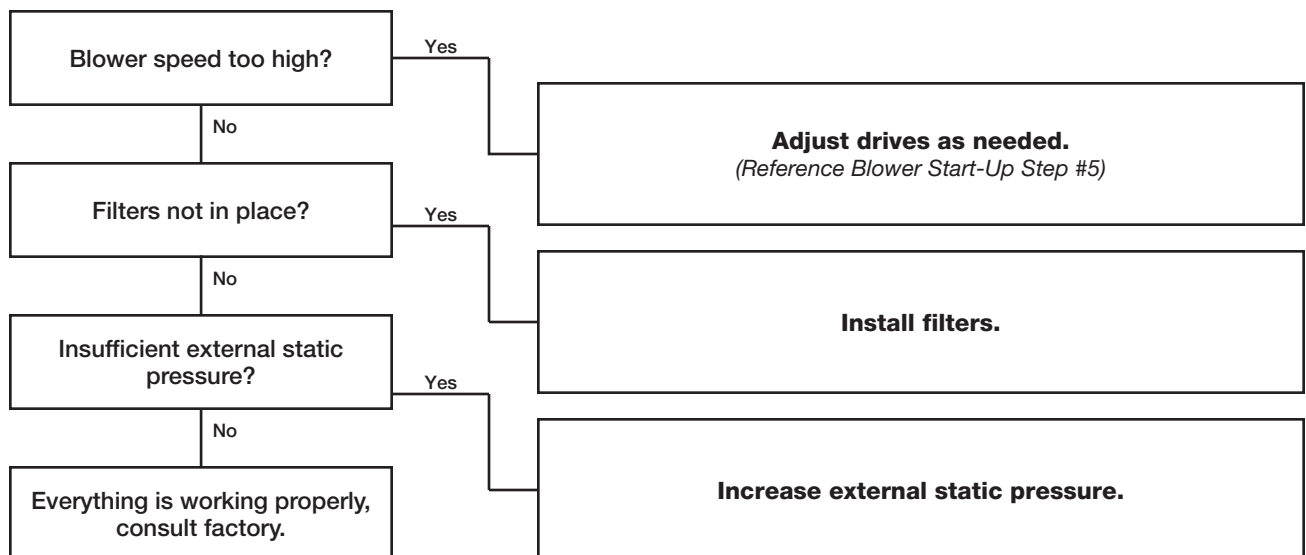 Blower speed too high?
Yes
Adjust drives as needed.
(Reference Blower Start-Up Step #5)
No
Filters not in place?
Yes
Install filters.
No
Insufficient external static
pressure?
Yes
Increase external static pressure.
No
Everything is working properly,
consult factory.